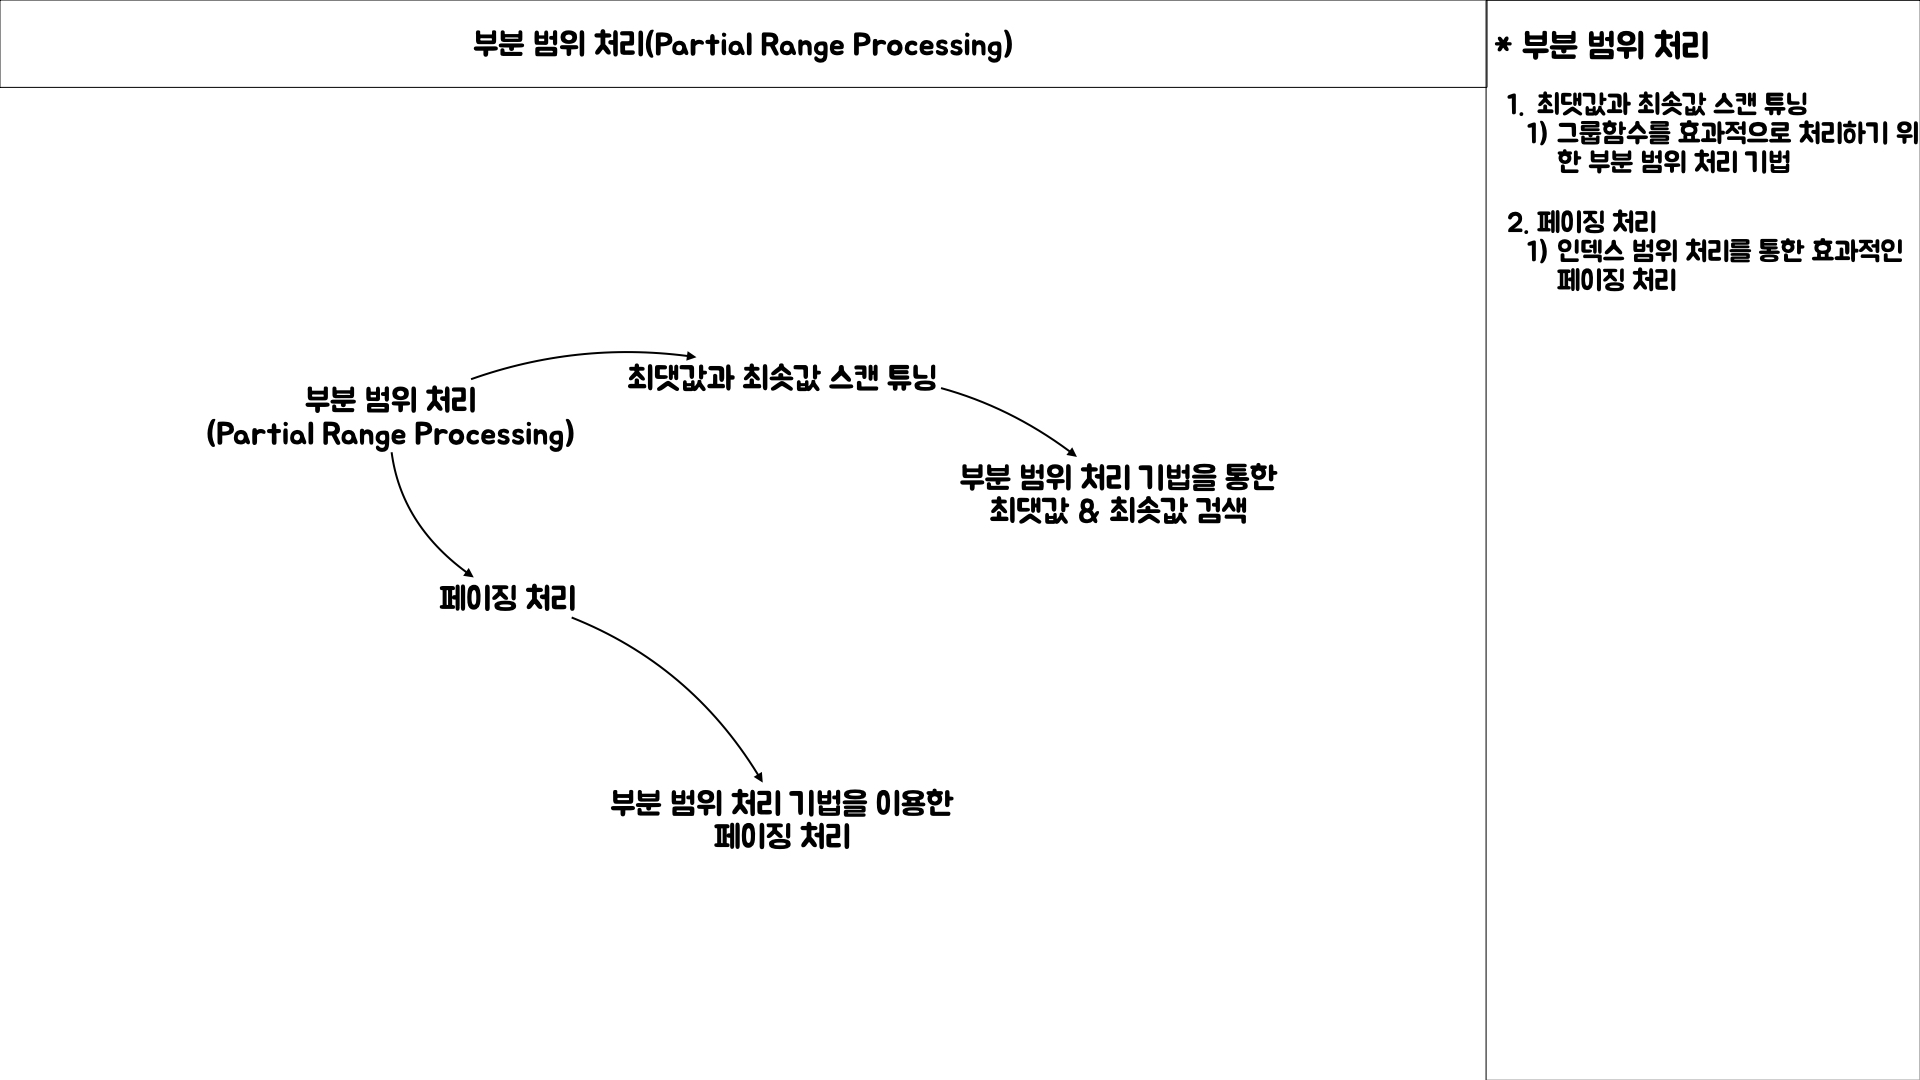 부분 범위 처리(Partial Range Processing)
* 부분 범위 처리
1. 최댓값과 최솟값 스캔 튜닝
1) 그룹함수를 효과적으로 처리하기 위
한 부분 범위 처리 기법
2. 페이징 처리
1) 인덱스 범위 처리를 통한 효과적인
페이징 처리
부분 범위 처리
(Partial Range Processing)
최댓값과 최솟값 스캔 튜닝
부분 범위 처리 기법을 통한
최댓값 & 최솟값 검색
페이징 처리
부분 범위 처리 기법을 이용한
페이징 처리